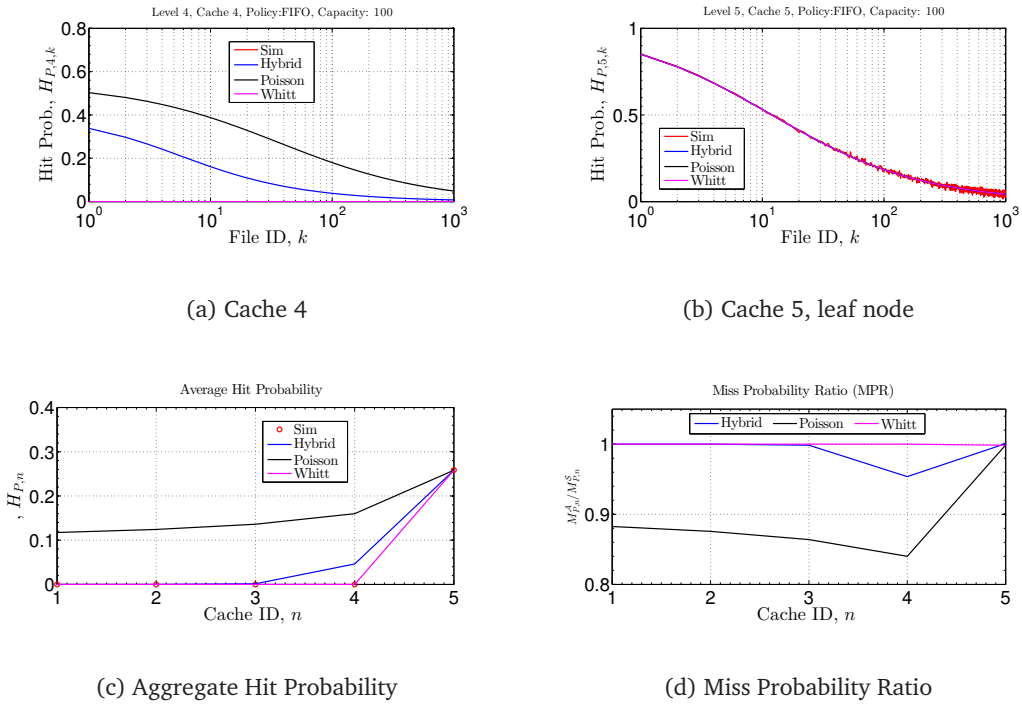 Level 4, Cache 4, Policy:FIFO, Capacity: 100
Hit Prob., H_{P,4,k}
0.8
0.6
0.4
0.2
0
Sim
Hybrid
Poisson
Whitt
10^0 10^1 10^2 10^3
File ID, k
(a) Cache 4
Level 5, Cache 5, Policy:FIFO, Capacity: 100
Hit Prob., H_{P,5,k}
1
0.5
0
Sim
Hybrid
Poisson
Whitt
10^0 10^1 10^2 10^3
File ID, k
(b) Cache 5, leaf node
Average Hit Probability
, H_{P,n}
0.4
0.3
0.2
0.1
0
Sim
Hybrid
Poisson
Whitt
1 2 3 4 5
Cache ID, n
(c) Aggregate Hit Probability
Miss Probability Ratio (MPR)
M^A_{P,n}/M^S_{P,n}
Hybrid Poisson Whitt
1
0.9
0.8
1 2 3 4 5
Cache ID, n
(d) Miss Probability Ratio